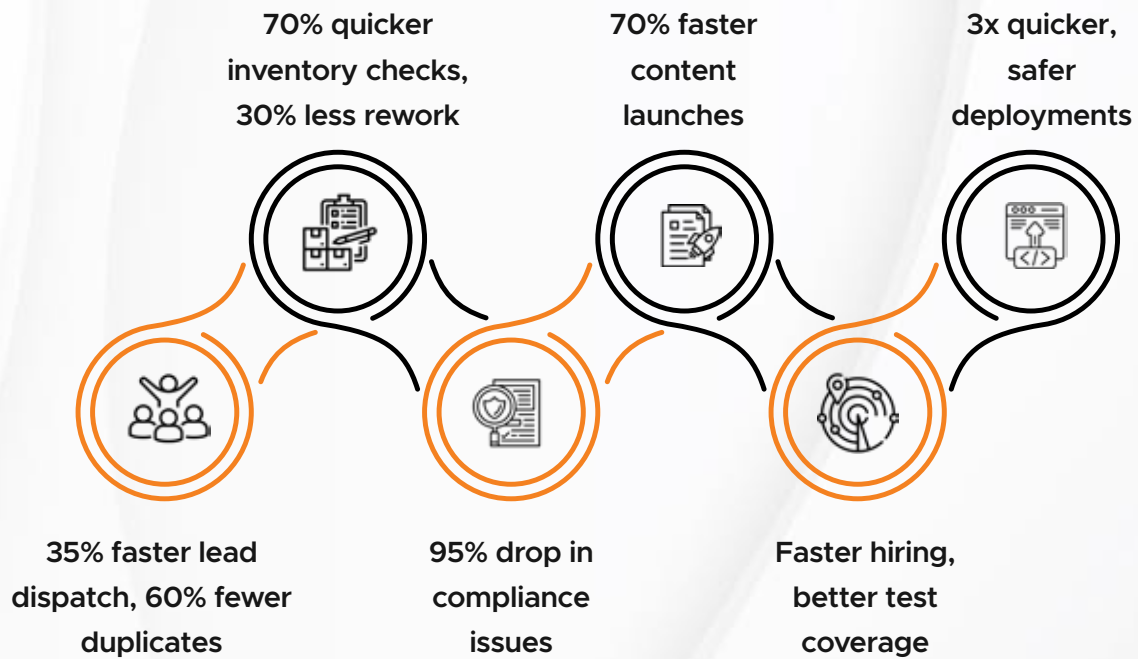 70% quicker
inventory checks,
30% less rework
70% faster
content
launches
3x quicker,
safer
deployments
</>
35% faster lead
dispatch, 60% fewer
duplicates
95% drop in
compliance
issues
Faster hiring,
better test
coverage